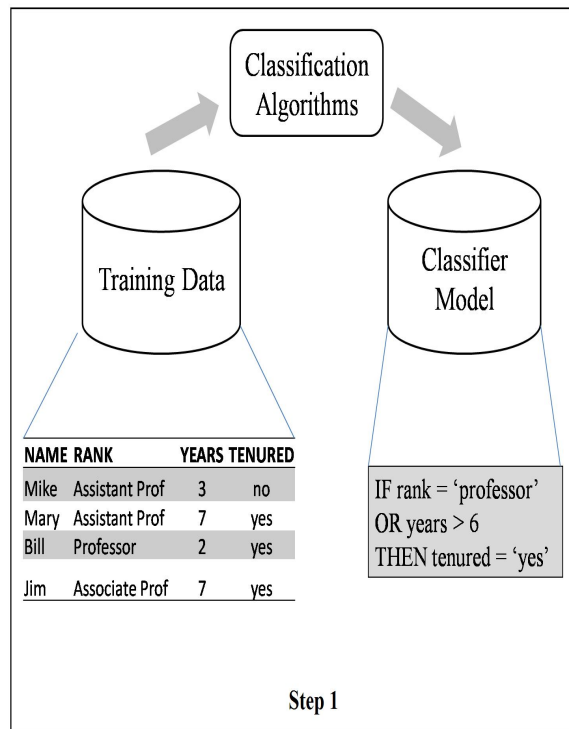 Classification
Algorithms
Training Data
Classifier
Model
NAME RANK YEARS TENURED
Mike Assistant Prof 3 no
Mary Assistant Prof 7 yes
Bill Professor 2 yes
Jim Associate Prof 7 yes
IF rank = ‘professor’
OR years > 6
THEN tenured = ‘yes’
Step 1